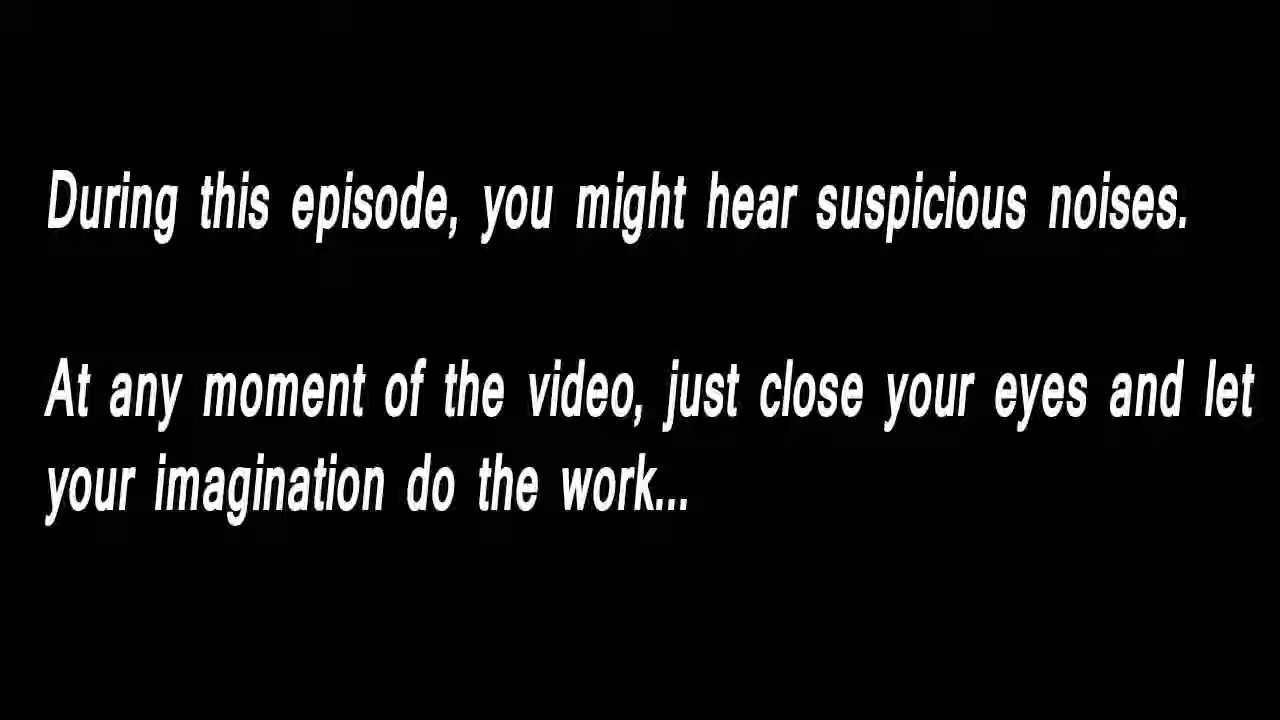 During this episode, you might hear suspicious noises.
At any moment of the video, just close your eyes and let
your imagination do the work...